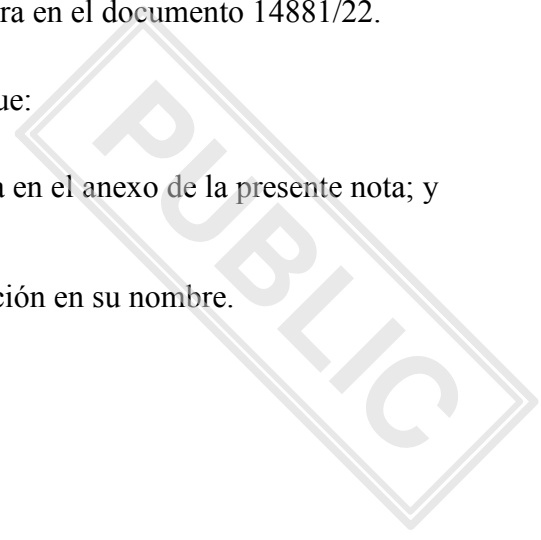 ra en el documento 14881/22.
ue:
a en el anexo de la presente nota; y
ción en su nombre.
PUBLIC